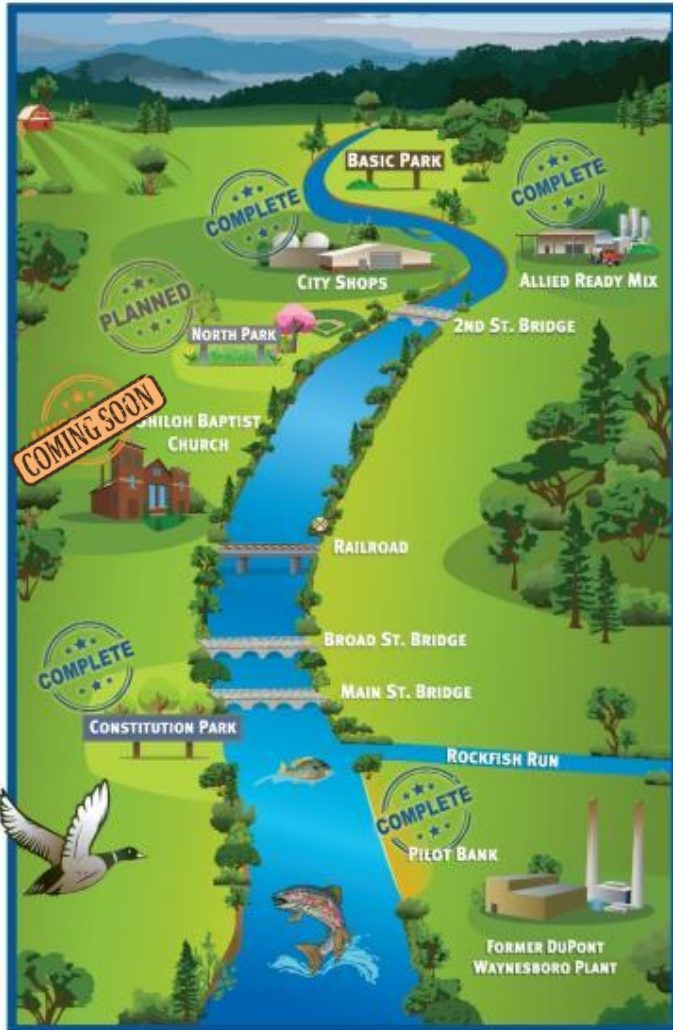 BASIC PARK
COMPLETE
COMPLETE
CITY SHOPS
ALLIED READY MIX
PLANNED
NORTH PARK
2ND ST. BRIDGE
COMING SOON
SHILOH BAPTIST
CHURCH
RAILROAD
BROAD ST. BRIDGE
COMPLETE
MAIN ST. BRIDGE
CONSTITUTION PARK
ROCKFISH RUN
COMPLETE
PILOT BANK
FORMER DUPONT
WAYNESBORO PLANT